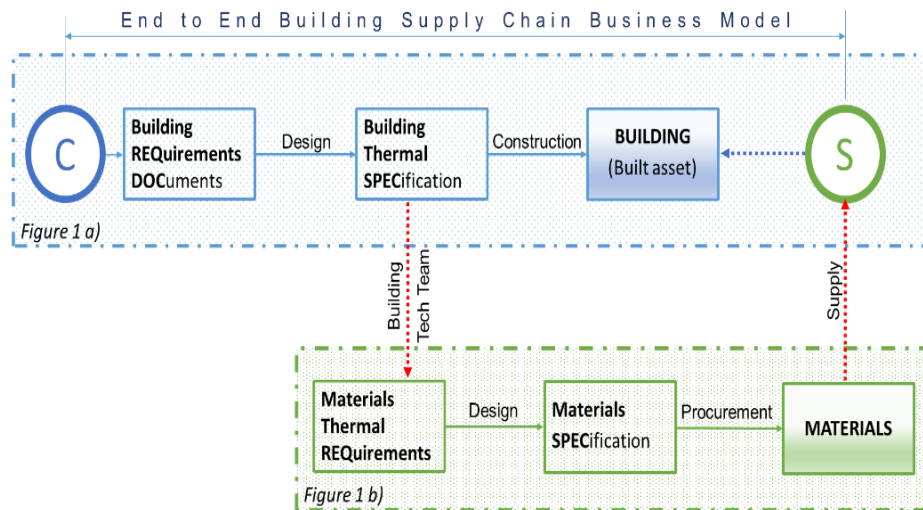 End to End Building Supply Chain Business Model
C
Building
REQuirements
DOCuments
Design
Building
Thermal
SPECification
Construction
BUILDING
(Built asset)
S
Figure 1 a)
Building
Tech Team
Supply
Materials
Thermal
REQuirements
Design
Materials
SPECification
Procurement
MATERIALS
Figure 1 b)